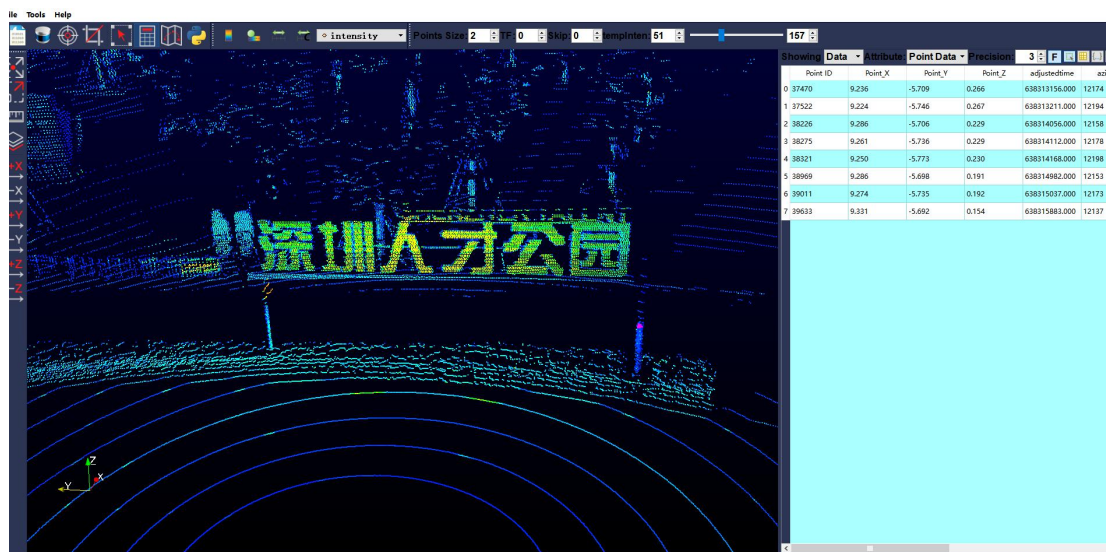 ile Tools Help
intensity Points Size: 2 TF: 0 Skip: 0 tempInten: 51 157
Showing Data Attribute: Point Data Precision: 3 F
Point ID Point_X Point_Y Point_Z adjustedtime azi
0 37470 9.236 -5.709 0.266 638313156.000 12174
1 37522 9.224 -5.746 0.267 638313211.000 12194
2 38226 9.286 -5.706 0.229 638314056.000 12158
3 38275 9.261 -5.736 0.229 638314112.000 12178
4 38321 9.250 -5.773 0.230 638314168.000 12198
5 38969 9.286 -5.698 0.191 638314982.000 12153
6 39011 9.274 -5.735 0.192 638315037.000 12173
7 39633 9.331 -5.692 0.154 638315883.000 12137
+X
-X
+Y
-Y
+Z
-Z
深圳人才公园
Z
X
Y